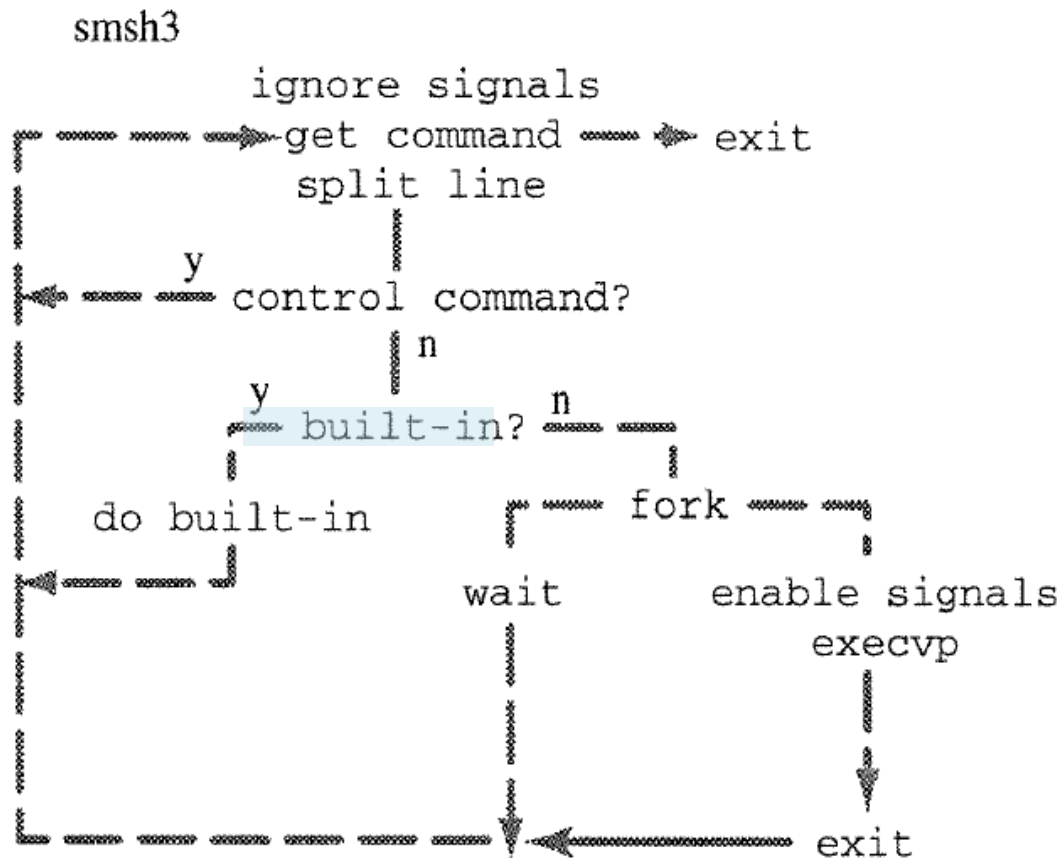 smsh3
ignore signals
get command
exit
split line
y
control command?
n
y
built-in?
n
do built-in
fork
wait
enable signals
execvp
exit